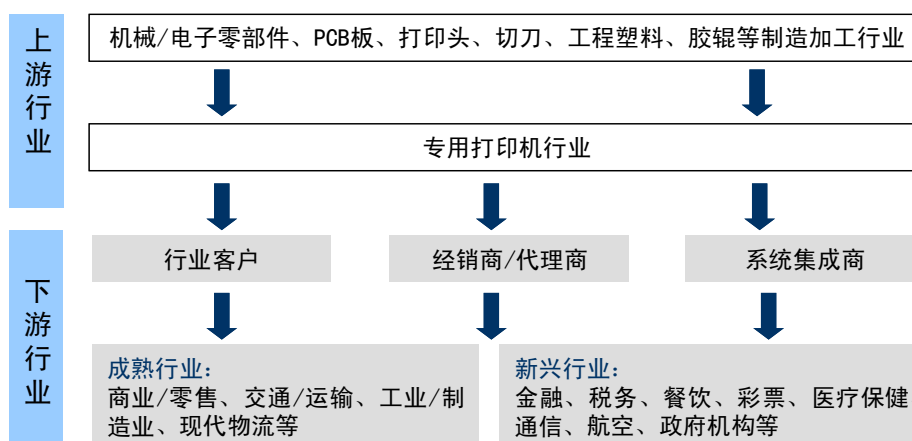 上游行业
机械/电子零部件、PCB板、打印头、切刀、工程塑料、胶辊等制造加工行业
专用打印机行业
下游行业
行业客户
经销商/代理商
系统集成商
成熟行业：
商业/零售、交通/运输、工业/制
造业、现代物流等
新兴行业：
金融、税务、餐饮、彩票、医疗保健
通信、航空、政府机构等